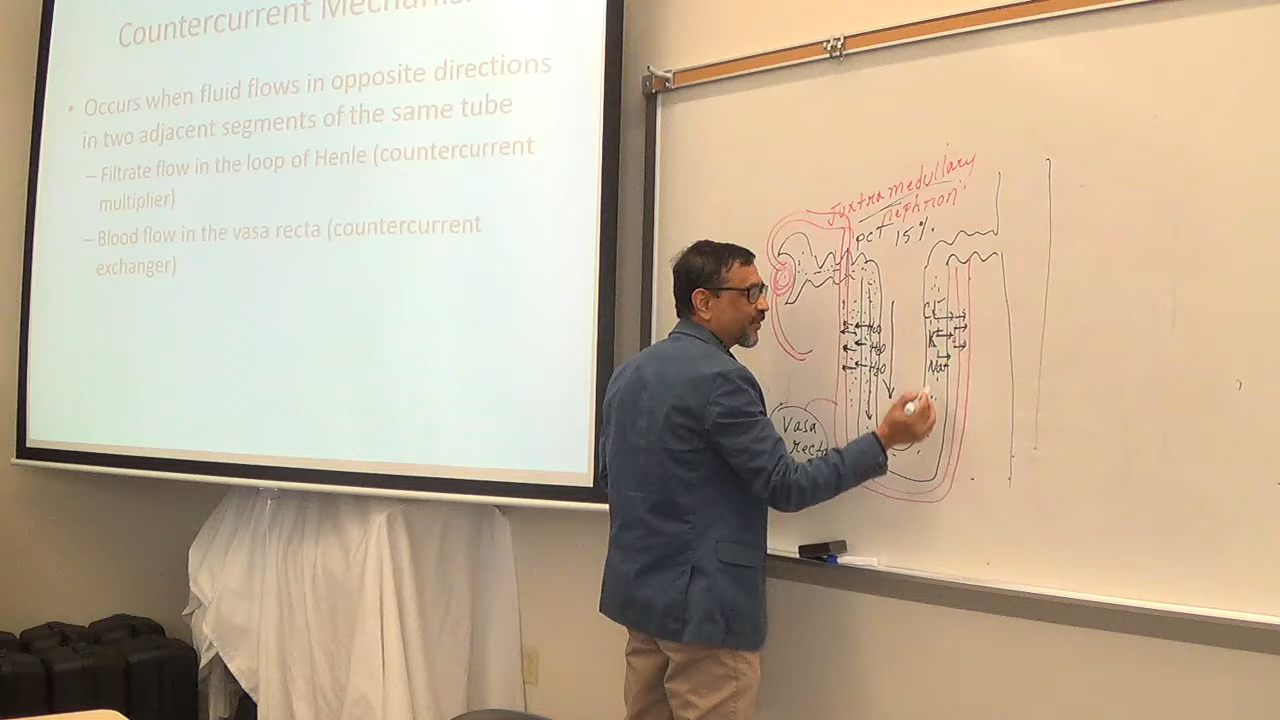 Countercurrent Mechanis
• Occurs when fluid flows in opposite directions
in two adjacent segments of the same tube
– Filtrate flow in the loop of Henle (countercurrent
multiplier)
– Blood flow in the vasa recta (countercurrent
exchanger)
Juxtramedullary
nephron
PCT 15%
Cl-
H2O
K+
H2O
Na+
H2O
Vasa
recta